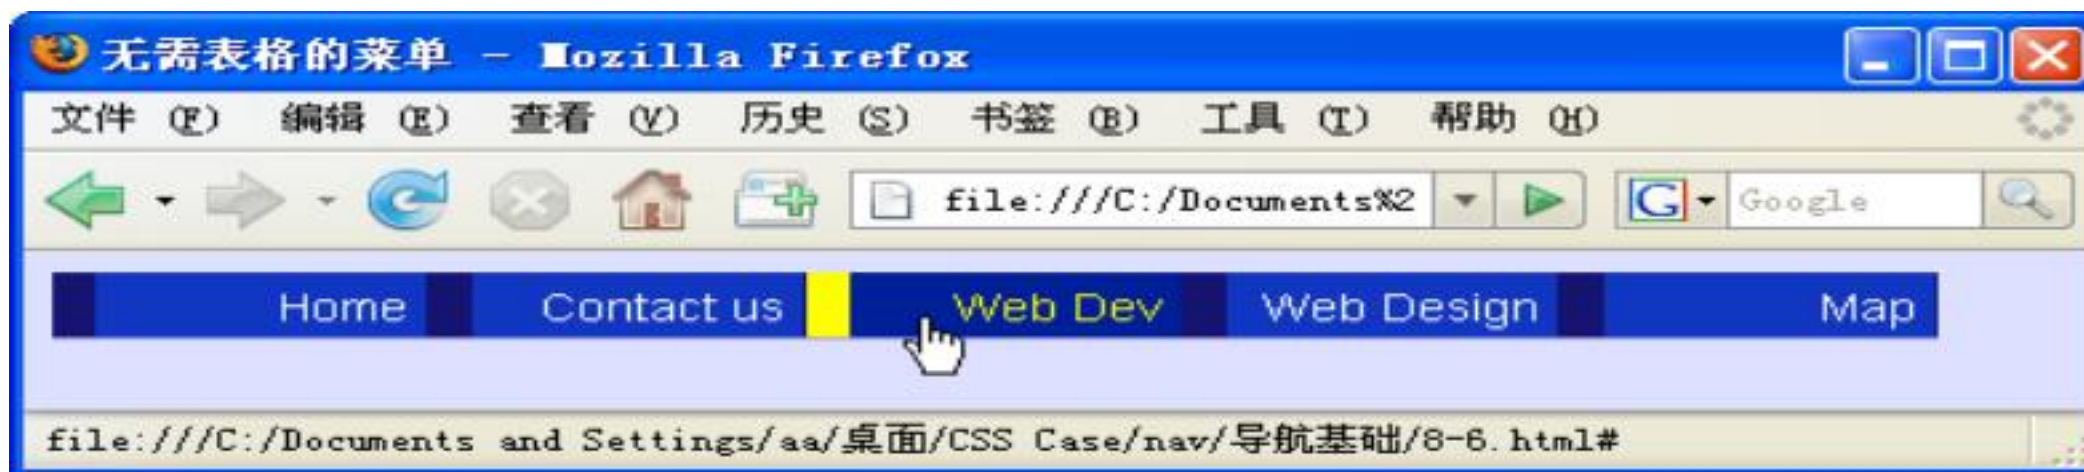 无需表格的菜单 - Mozilla Firefox
文件 (F) 编辑 (E) 查看 (V) 历史 (S) 书签 (B) 工具 (T) 帮助 (H)
file:///C:/Documents%2 G Google
Home Contact us Web Dev Web Design Map
file:///C:/Documents and Settings/aa/桌面/CSS Case/nav/导航基础/8-6.html#